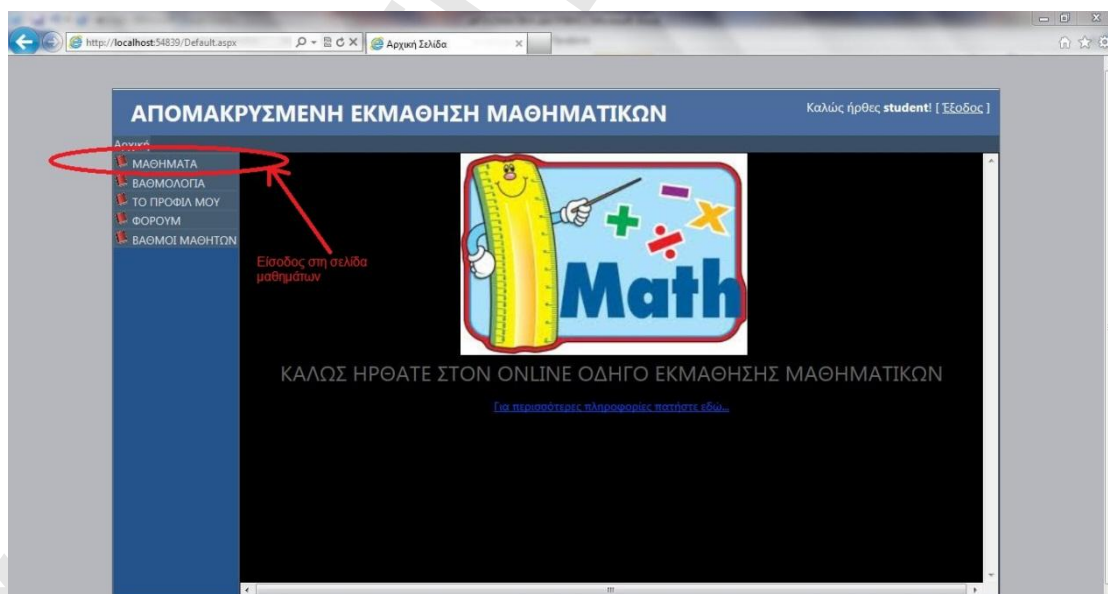 http://localhost:54839/Default.aspx
Αρχική Σελίδα
ΑΠΟΜΑΚΡΥΣΜΕΝΗ ΕΚΜΑΘΗΣΗ ΜΑΘΗΜΑΤΙΚΩΝ
Καλώς ήρθες student! [ Έξοδος ]
Αρχική
ΜΑΘΗΜΑΤΑ
ΒΑΘΜΟΛΟΓΙΑ
ΤΟ ΠΡΟΦΙΛ ΜΟΥ
ΦΟΡΟΥΜ
ΒΑΘΜΟΙ ΜΑΘΗΤΩΝ
Είσοδος στη σελίδα
μαθημάτων
Math
ΚΑΛΩΣ ΗΡΘΑΤΕ ΣΤΟΝ ONLINE ΟΔΗΓΟ ΕΚΜΑΘΗΣΗΣ ΜΑΘΗΜΑΤΙΚΩΝ
Για περισσότερες πληροφορίες πατήστε εδώ...